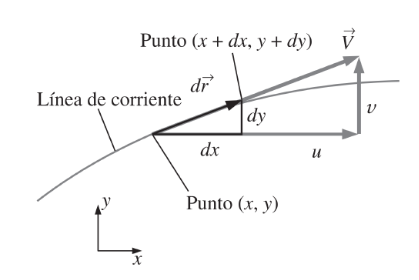 Punto (x + dx, y + dy)
V⃗
dr⃗
Línea de corriente
dy
v
dx
u
Punto (x, y)
y
x